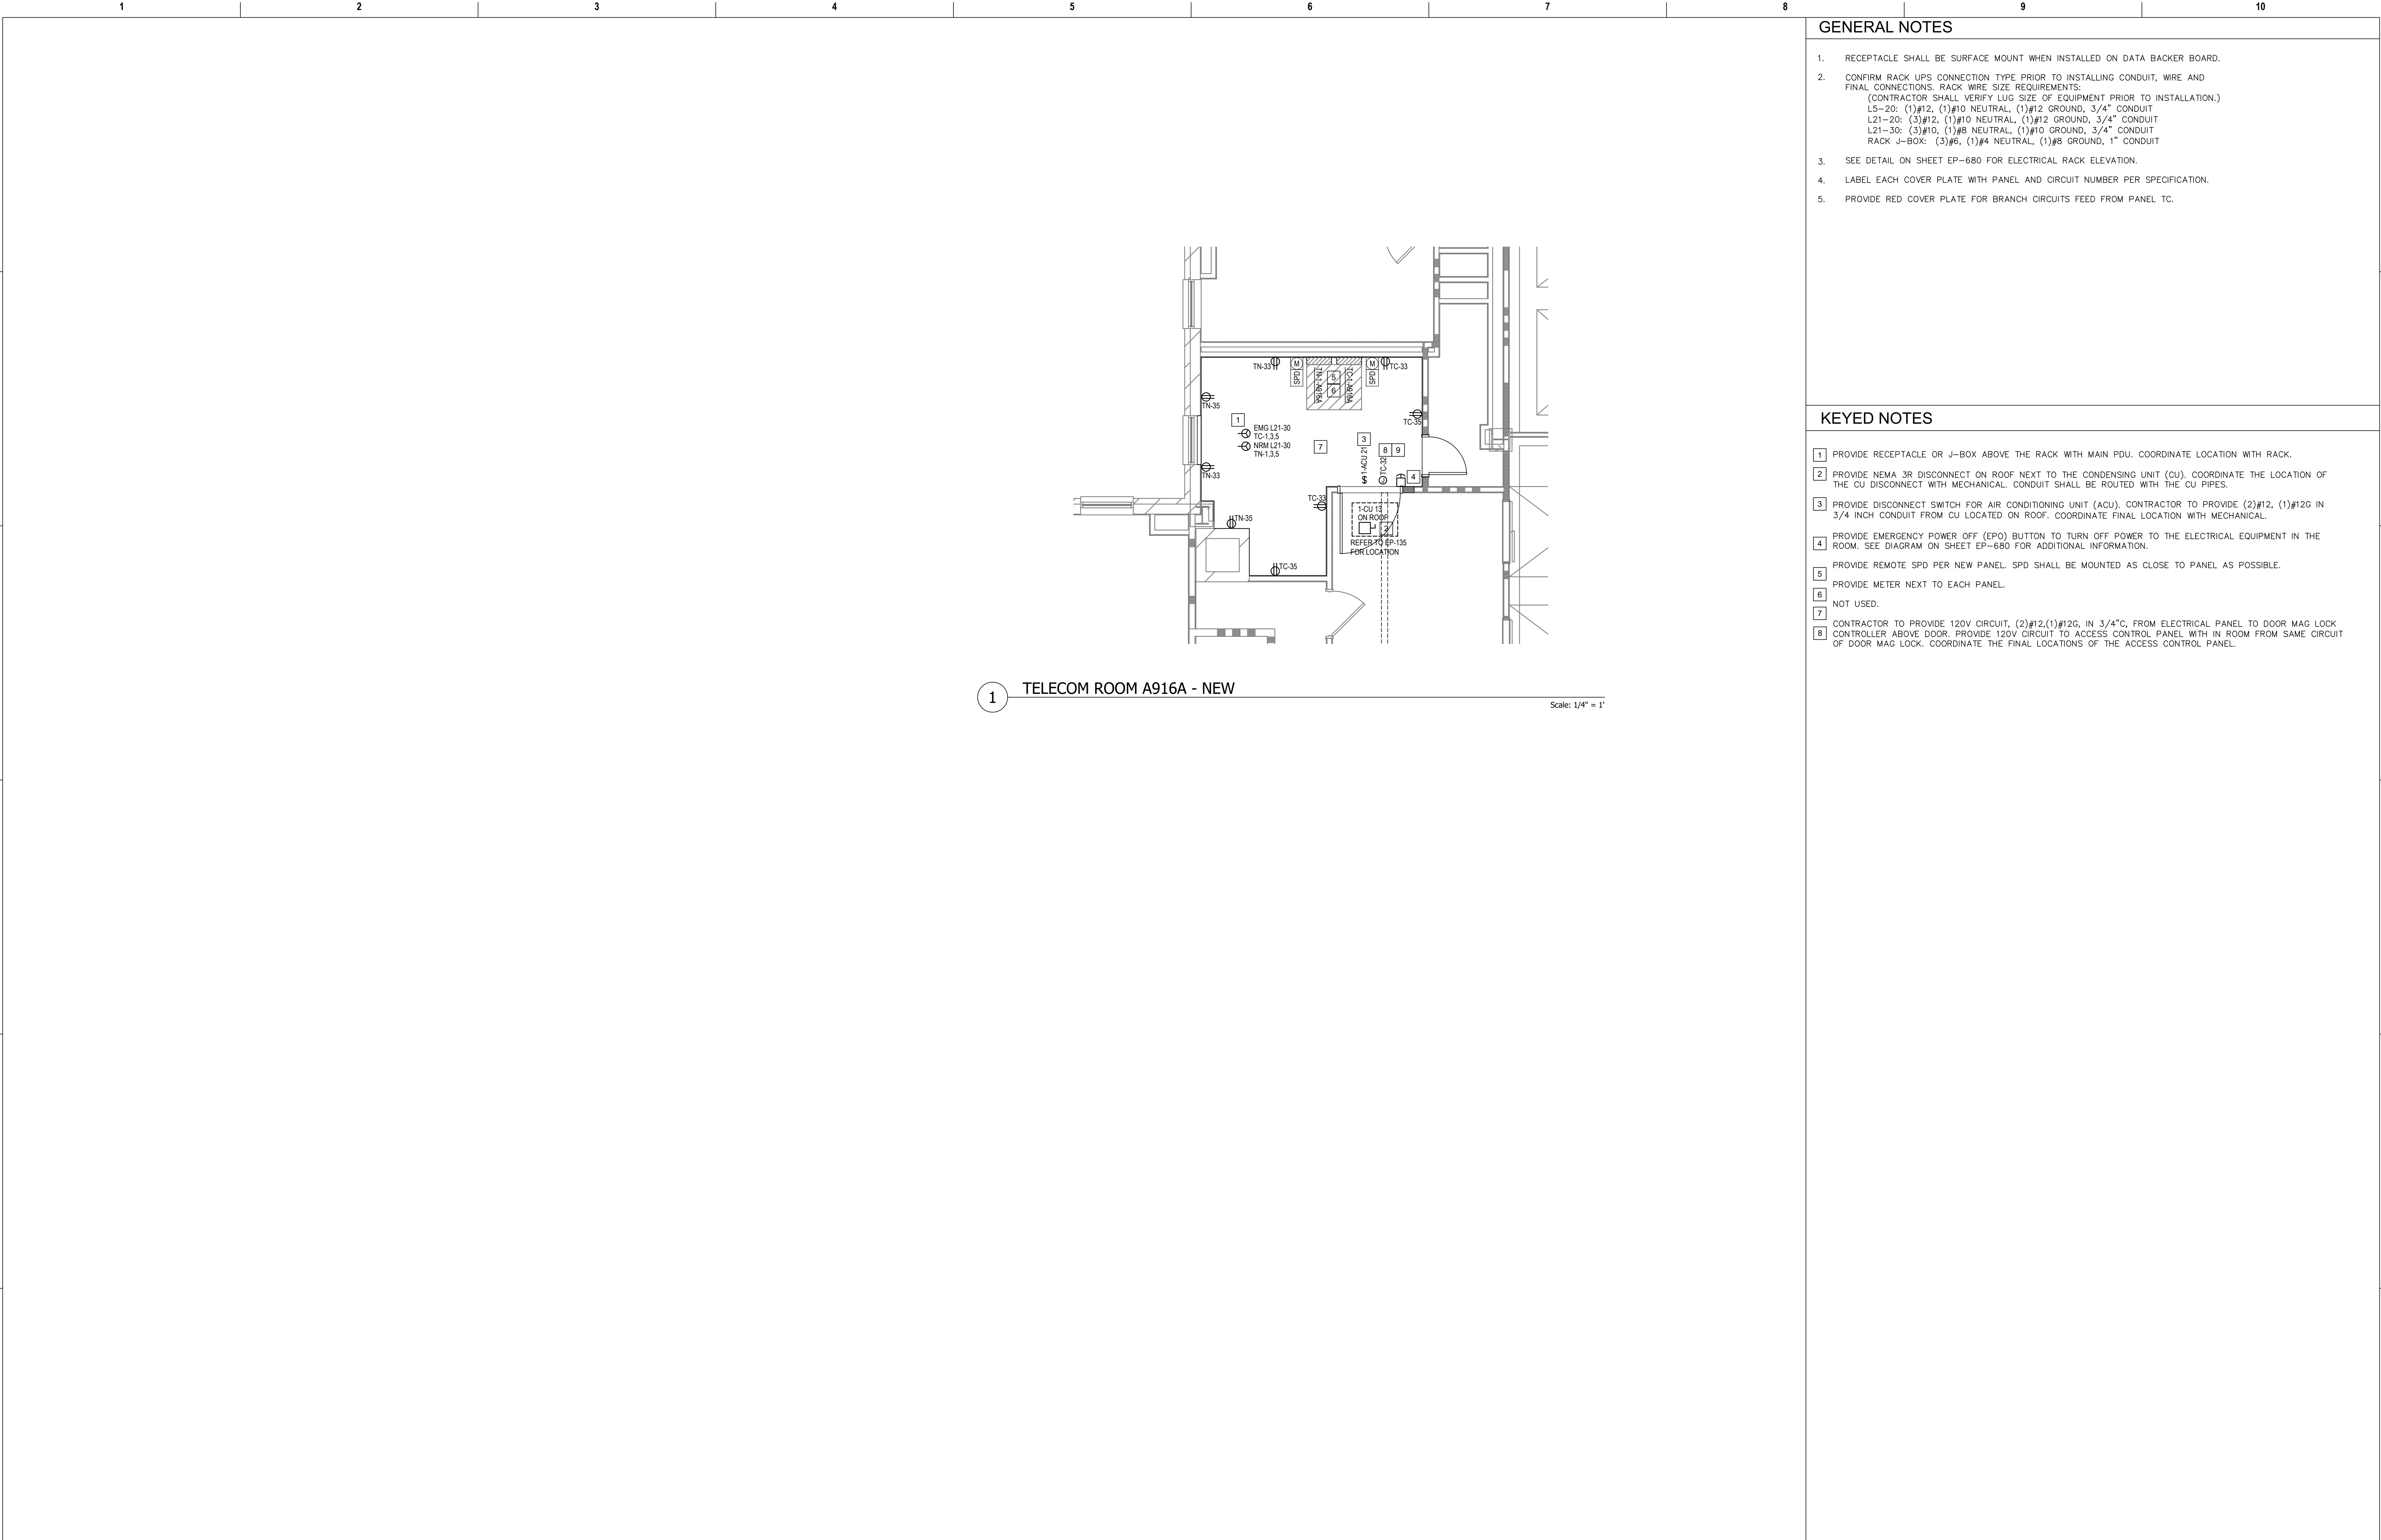 1 2 3 4 5 6 7 8 9 10
GENERAL NOTES
1. RECEPTACLE SHALL BE SURFACE MOUNT WHEN INSTALLED ON DATA BACKER BOARD.
2. CONFIRM RACK UPS CONNECTION TYPE PRIOR TO INSTALLING CONDUIT, WIRE AND
FINAL CONNECTIONS. RACK WIRE SIZE REQUIREMENTS:
(CONTRACTOR SHALL VERIFY LUG SIZE OF EQUIPMENT PRIOR TO INSTALLATION.)
L5-20: (1)#12, (1)#10 NEUTRAL, (1)#12 GROUND, 3/4" CONDUIT
L21-20: (3)#12, (1)#10 NEUTRAL, (1)#12 GROUND, 3/4" CONDUIT
L21-30: (3)#10, (1)#8 NEUTRAL, (1)#10 GROUND, 3/4" CONDUIT
RACK J-BOX: (3)#6, (1)#4 NEUTRAL, (1)#8 GROUND, 1" CONDUIT
3. SEE DETAIL ON SHEET EP-680 FOR ELECTRICAL RACK ELEVATION.
4. LABEL EACH COVER PLATE WITH PANEL AND CIRCUIT NUMBER PER SPECIFICATION.
5. PROVIDE RED COVER PLATE FOR BRANCH CIRCUITS FEED FROM PANEL TC.
KEYED NOTES
1 PROVIDE RECEPTACLE OR J-BOX ABOVE THE RACK WITH MAIN PDU. COORDINATE LOCATION WITH RACK.
2 PROVIDE NEMA 3R DISCONNECT ON ROOF NEXT TO THE CONDENSING UNIT (CU). COORDINATE THE LOCATION OF
THE CU DISCONNECT WITH MECHANICAL. CONDUIT SHALL BE ROUTED WITH THE CU PIPES.
3 PROVIDE DISCONNECT SWITCH FOR AIR CONDITIONING UNIT (ACU). CONTRACTOR TO PROVIDE (2)#12, (1)#12G IN
3/4 INCH CONDUIT FROM CU LOCATED ON ROOF. COORDINATE FINAL LOCATION WITH MECHANICAL.
PROVIDE EMERGENCY POWER OFF (EPO) BUTTON TO TURN OFF POWER TO THE ELECTRICAL EQUIPMENT IN THE
4 ROOM. SEE DIAGRAM ON SHEET EP-680 FOR ADDITIONAL INFORMATION.
PROVIDE REMOTE SPD PER NEW PANEL. SPD SHALL BE MOUNTED AS CLOSE TO PANEL AS POSSIBLE.
5
PROVIDE METER NEXT TO EACH PANEL.
6
NOT USED.
7
CONTRACTOR TO PROVIDE 120V CIRCUIT, (2)#12,(1)#12G, IN 3/4"C, FROM ELECTRICAL PANEL TO DOOR MAG LOCK
8 CONTROLLER ABOVE DOOR. PROVIDE 120V CIRCUIT TO ACCESS CONTROL PANEL WITH IN ROOM FROM SAME CIRCUIT
OF DOOR MAG LOCK. COORDINATE THE FINAL LOCATIONS OF THE ACCESS CONTROL PANEL.
TN-33
M
SPD
TN-1-A916A
5
6
TC-1-A916A
M
SPD
TC-33
TN-35
1
EMG L21-30
TC-1,3,5
NRM L21-30
TN-1,3,5
TC-35
7
3
8 9
TN-33
1-ACU 21
$
TC-32
J
4
TC-33
TN-35
1-CU 13
ON ROOF
2
REFER TO EP-135
FOR LOCATION
TC-35
1 TELECOM ROOM A916A - NEW
Scale: 1/4" = 1'